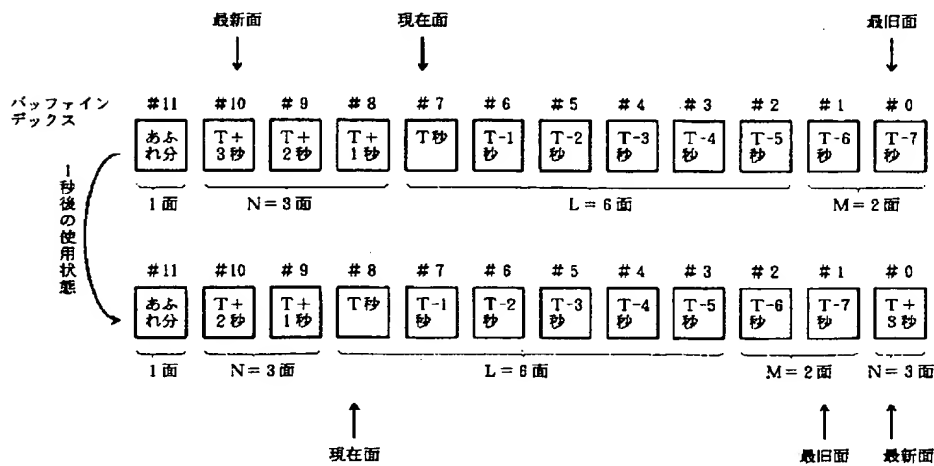 最新面 現在面 最旧面
バッファイン
デックス
#11 #10 #9 #8 #7 #6 #5 #4 #3 #2 #1 #0
あふ T+ T+ T+ T秒 T-1 T-2 T-3 T-4 T-5 T-6 T-7
れ分 3秒 2秒 1秒 秒 秒 秒 秒 秒 秒 秒
1面 N=3面 L=6面 M=2面
1秒後の使用状態
#11 #10 #9 #8 #7 #6 #5 #4 #3 #2 #1 #0
あふ T+ T+ T秒 T-1 T-2 T-3 T-4 T-5 T-6 T-7 T+
れ分 2秒 1秒 秒 秒 秒 秒 秒 秒 秒 3秒
1面 N=3面 L=6面 M=2面 N=3面
現在面 最旧面 最新面